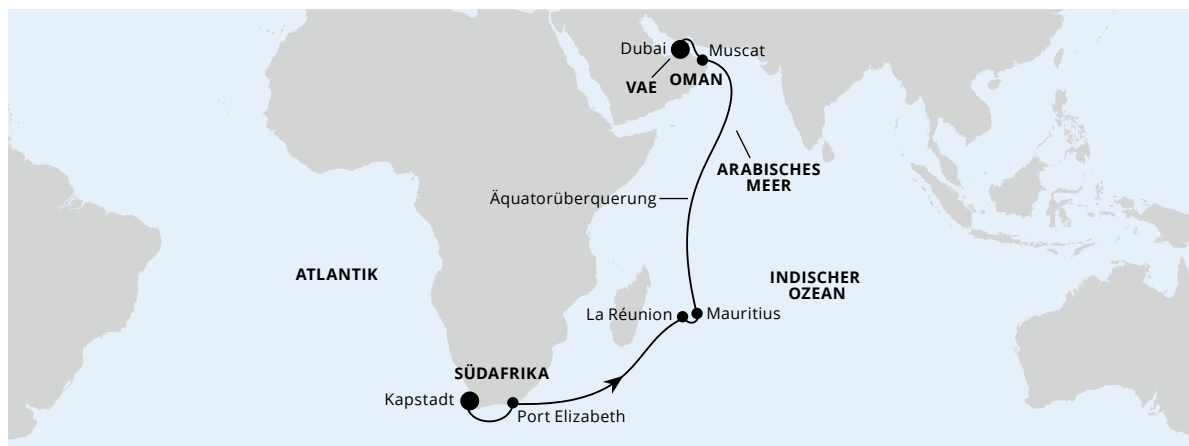 Dubai
Muscat
VAE
OMAN
ARABISCHES
MEER
Äquatorüberquerung
ATLANTIK
INDISCHER
OZEAN
La Réunion
Mauritius
SÜDAFRIKA
Kapstadt
Port Elizabeth